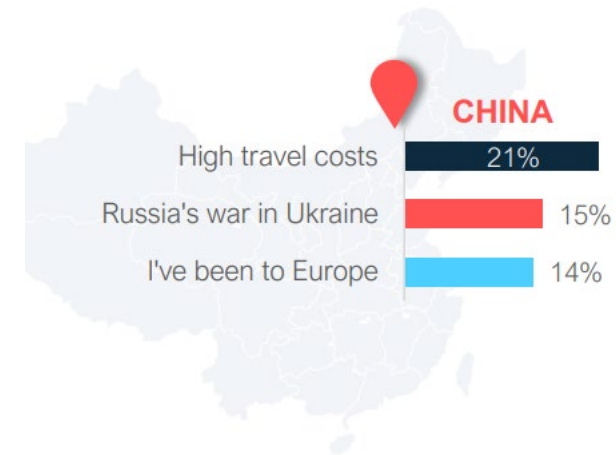 CHINA
High travel costs 21%
Russia's war in Ukraine 15%
I've been to Europe 14%